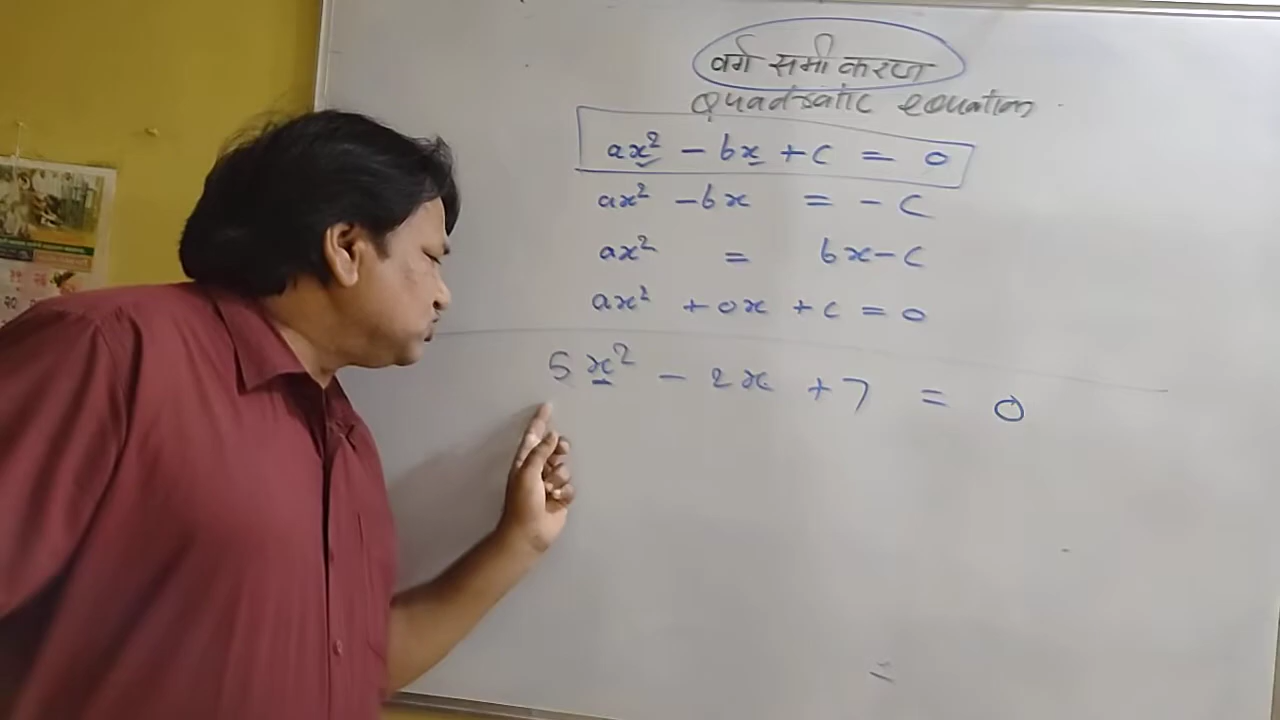 वर्ग समीकरण
Quadratic equation
ax² - bx + c = 0
ax² - bx = - c
ax² = bx - c
ax² + 0x + c = 0
5x² - 2x + 7 = 0
=